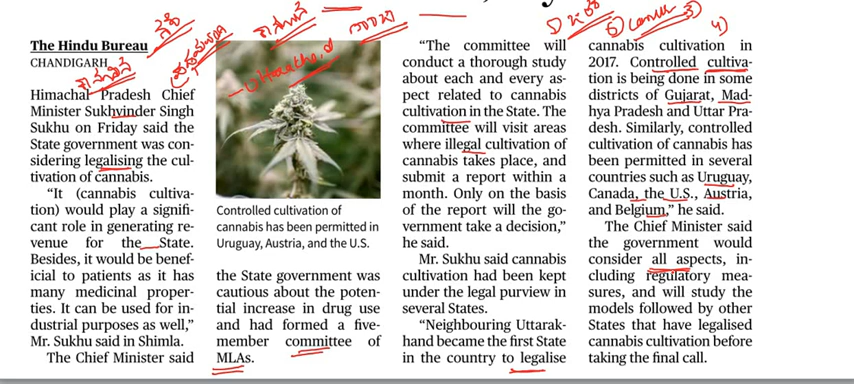 The Hindu Bureau
CHANDIGARH
Himachal Pradesh Chief
Minister Sukhvinder Singh
Sukhu on Friday said the
State government was con-
sidering legalising the cul-
tivation of cannabis.
“It (cannabis cultiva-
tion) would play a signifi-
cant role in generating re-
venue for the State.
Besides, it would be benef-
icial to patients as it has
many medicinal proper-
ties. It can be used for in-
dustrial purposes as well,”
Mr. Sukhu said in Shimla.
The Chief Minister said
Controlled cultivation of
cannabis has been permitted in
Uruguay, Austria, and the U.S.
the State government was
cautious about the poten-
tial increase in drug use
and had formed a five-
member committee of
MLAs.
“The committee will
conduct a thorough study
about each and every as-
pect related to cannabis
cultivation in the State. The
committee will visit areas
where illegal cultivation of
cannabis takes place, and
submit a report within a
month. Only on the basis
of the report will the go-
vernment take a decision,”
he said.
Mr. Sukhu said cannabis
cultivation had been kept
under the legal purview in
several States.
“Neighbouring Uttarak-
hand became the first State
in the country to legalise
5)
6) cancer
3)
4)
cannabis cultivation in
2017. Controlled cultiva-
tion is being done in some
districts of Gujarat, Mad-
hya Pradesh and Uttar Pra-
desh. Similarly, controlled
cultivation of cannabis has
been permitted in several
countries such as Uruguay,
Canada, the U.S., Austria,
and Belgium,” he said.
The Chief Minister said
the government would
consider all aspects, in-
cluding regulatory mea-
sures, and will study the
models followed by other
States that have legalised
cannabis cultivation before
taking the final call.